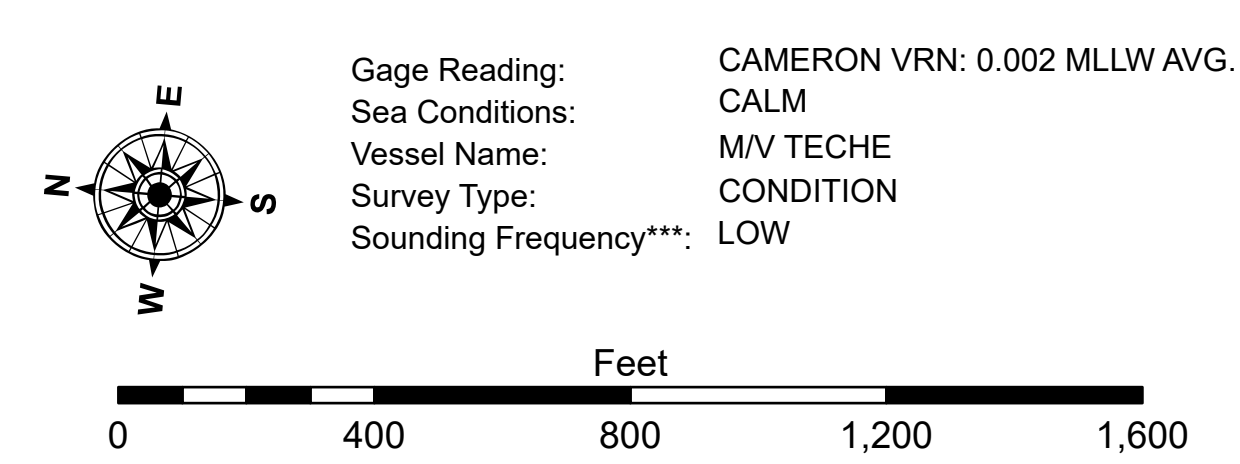 E
N
S
W
Gage Reading: CAMERON VRN: 0.002 MLLW AVG.
Sea Conditions: CALM
Vessel Name: M/V TECHE
Survey Type: CONDITION
Sounding Frequency***: LOW
Feet
0 400 800 1,200 1,600